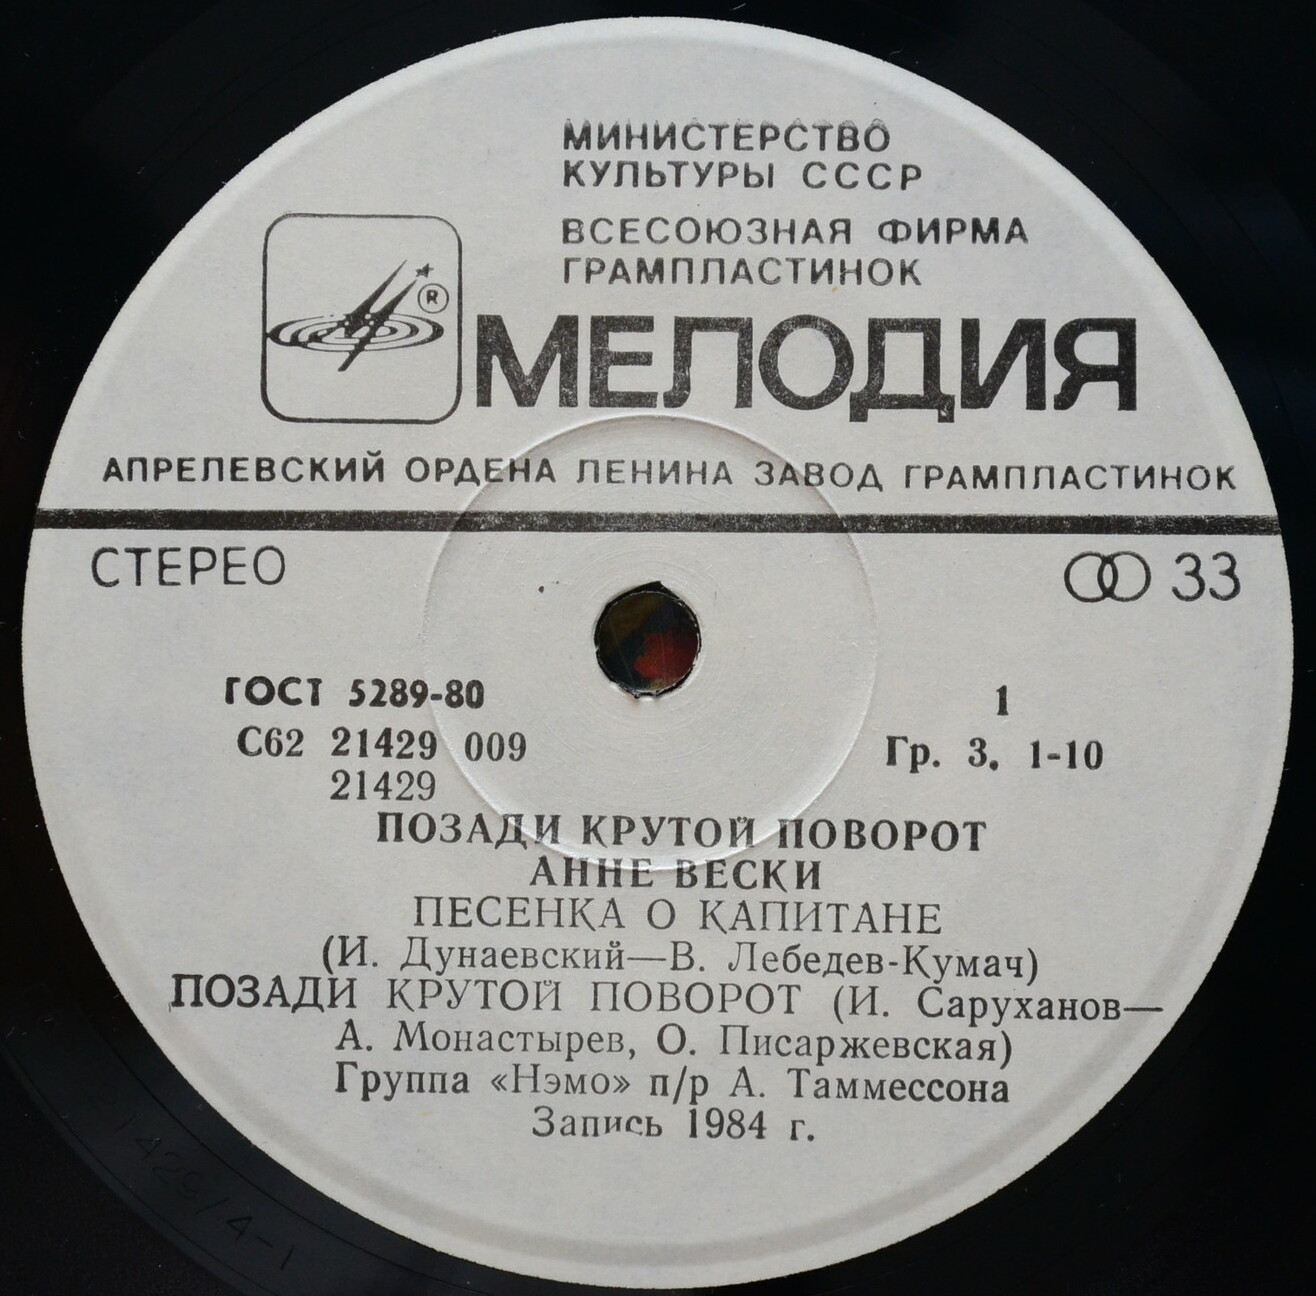 МИНИСТЕРСТВО
КУЛЬТУРЫ СССР
ВСЕСОЮЗНАЯ ФИРМА
ГРАМПЛАСТИНОК
®
МЕЛОДИЯ
АПРЕЛЕВСКИЙ ОРДЕНА ЛЕНИНА ЗАВОД ГРАМПЛАСТИНОК
СТЕРЕО
33
ГОСТ 5289-80
1
С62 21429 009
Гр. 3. 1-10
21429
ПОЗАДИ КРУТОЙ ПОВОРОТ
АННЕ ВЕСКИ
ПЕСЕНКА О КАПИТАНЕ
(И. Дунаевский—В. Лебедев-Кумач)
ПОЗАДИ КРУТОЙ ПОВОРОТ (И. Саруханов—
А. Монастырев, О. Писаржевская)
Группа «Нэмо» п/р А. Таммессона
Запись 1984 г.